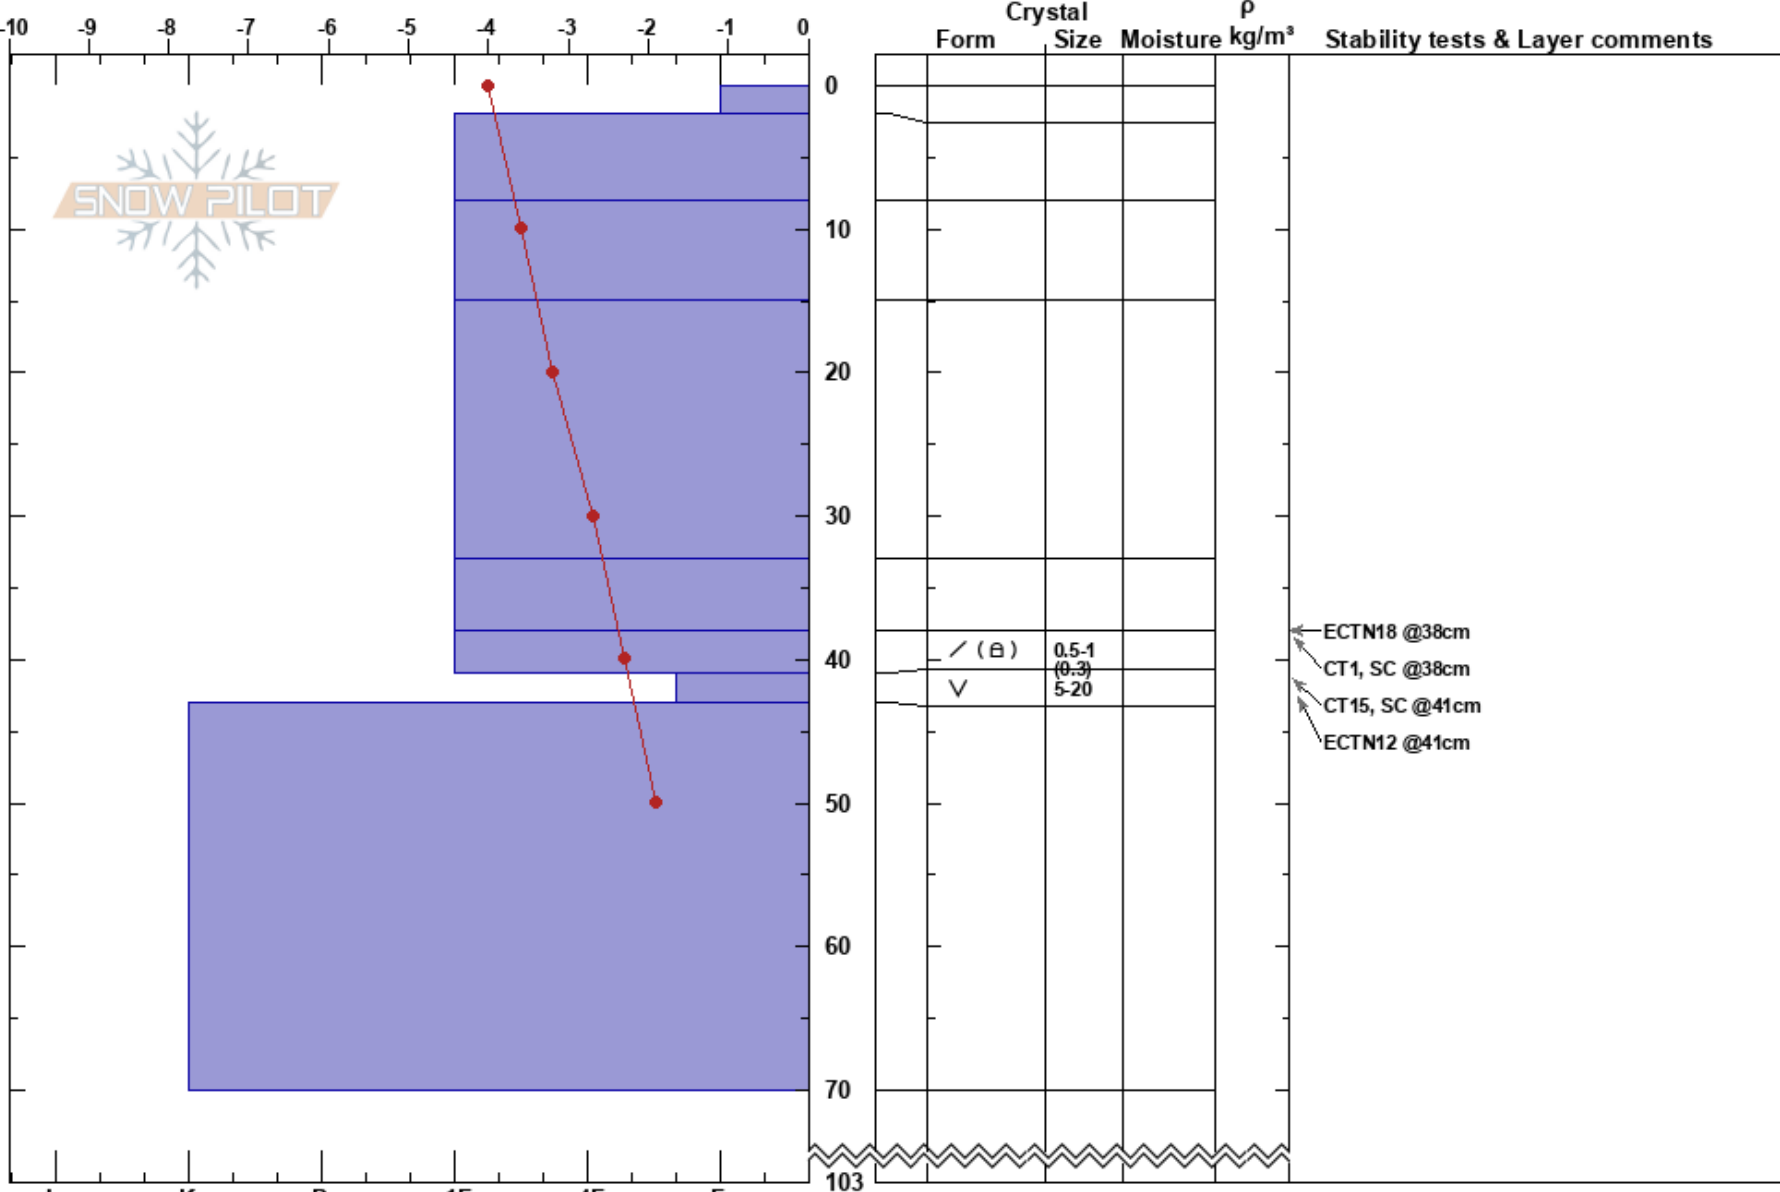 -10 -9 -8 -7 -6 -5 -4 -3 -2 -1 0
Crystal ρ
Form Size Moisture kg/m³ Stability tests & Layer comments
0
SNOW PILOT
10
20
30
ECTN18 @38cm
/ (    ) 0.5-1
40 (0.3) CT1, SC @38cm
V 5-20
CT15, SC @41cm
ECTN12 @41cm
50
60
70
103